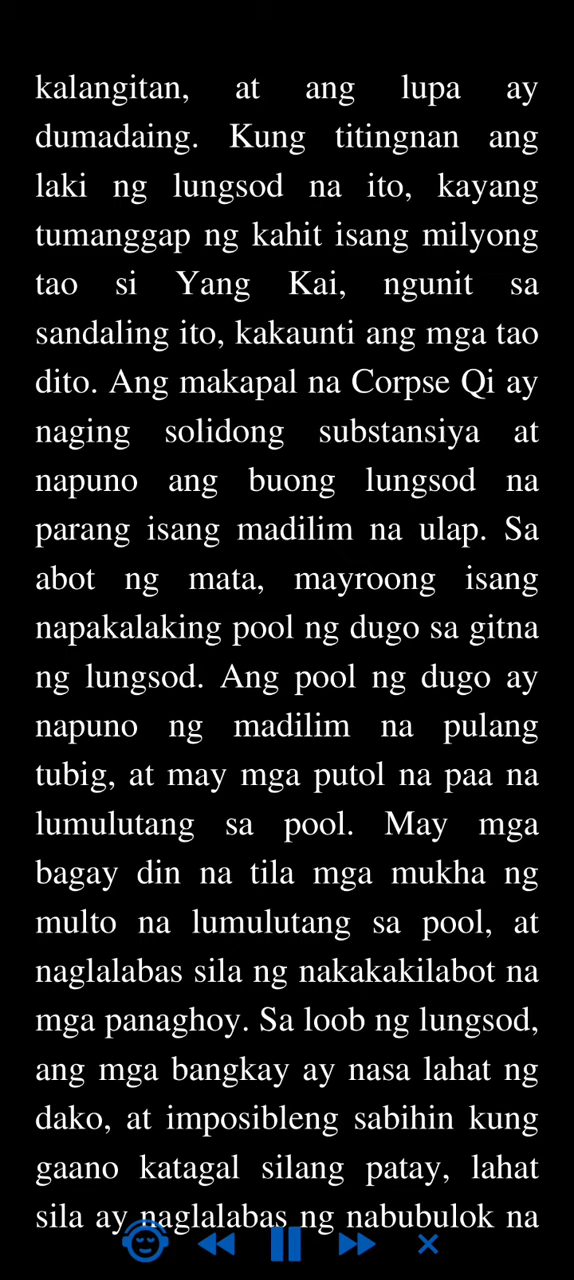 kalangitan, at ang lupa ay
dumadaing. Kung titingnan ang
laki ng lungsod na ito, kayang
tumanggap ng kahit isang milyong
tao si Yang Kai, ngunit sa
sandaling ito, kakaunti ang mga tao
dito. Ang makapal na Corpse Qi ay
naging solidong substansiya at
napuno ang buong lungsod na
parang isang madilim na ulap. Sa
abot ng mata, mayroong isang
napakalaking pool ng dugo sa gitna
ng lungsod. Ang pool ng dugo ay
napuno ng madilim na pulang
tubig, at may mga putol na paa na
lumulutang sa pool. May mga
bagay din na tila mga mukha ng
multo na lumulutang sa pool, at
naglalabas sila ng nakakakilabot na
mga panaghoy. Sa loob ng lungsod,
ang mga bangkay ay nasa lahat ng
dako, at imposibleng sabihin kung
gaano katagal silang patay, lahat
sila ay naglalabas ng nabubulok na